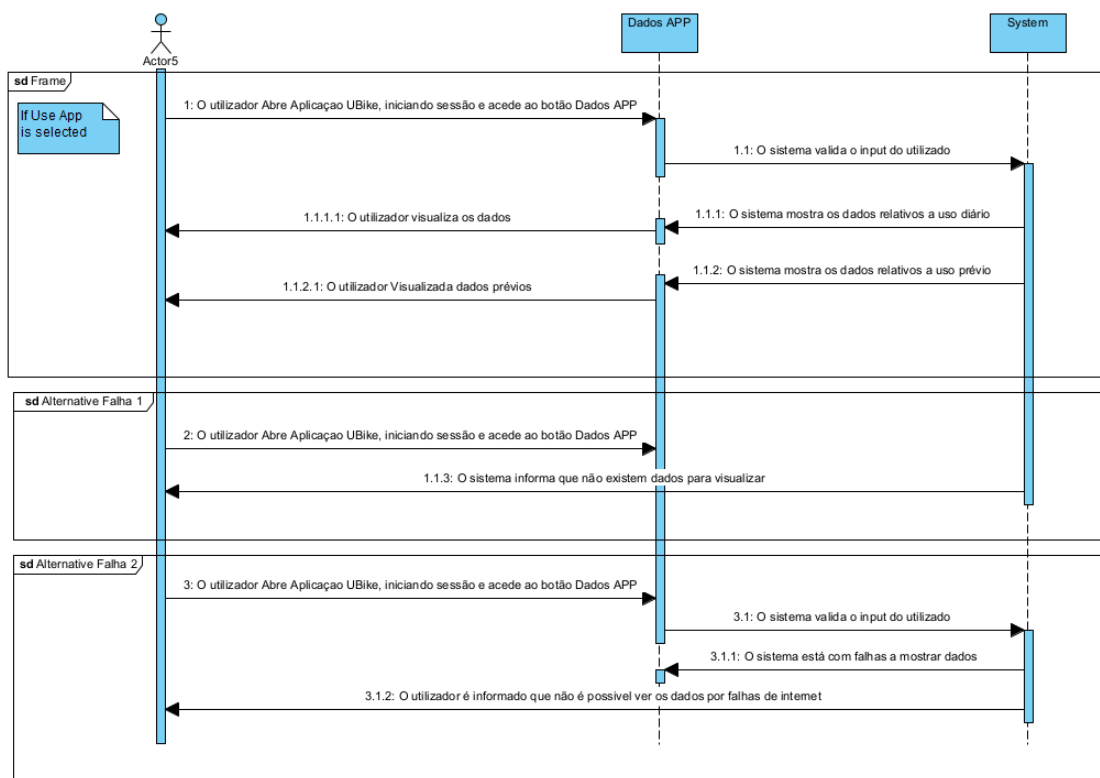 Dados APP
System
Actor5
sd Frame
If Use App
is selected
1: O utilizador Abre Aplicaçao UBike, iniciando sessão e acede ao botão Dados APP
1.1: O sistema valida o input do utilizado
1.1.1: O sistema mostra os dados relativos a uso diário
1.1.1.1: O utilizador visualiza os dados
1.1.2: O sistema mostra os dados relativos a uso prévio
1.1.2.1: O utilizador Visualizada dados prévios
sd Alternative Falha 1
2: O utilizador Abre Aplicaçao UBike, iniciando sessão e acede ao botão Dados APP
1.1.3: O sistema informa que não existem dados para visualizar
sd Alternative Falha 2
3: O utilizador Abre Aplicaçao UBike, iniciando sessão e acede ao botão Dados APP
3.1: O sistema valida o input do utilizado
3.1.1: O sistema está com falhas a mostrar dados
3.1.2: O utilizador é informado que não é possivel ver os dados por falhas de internet